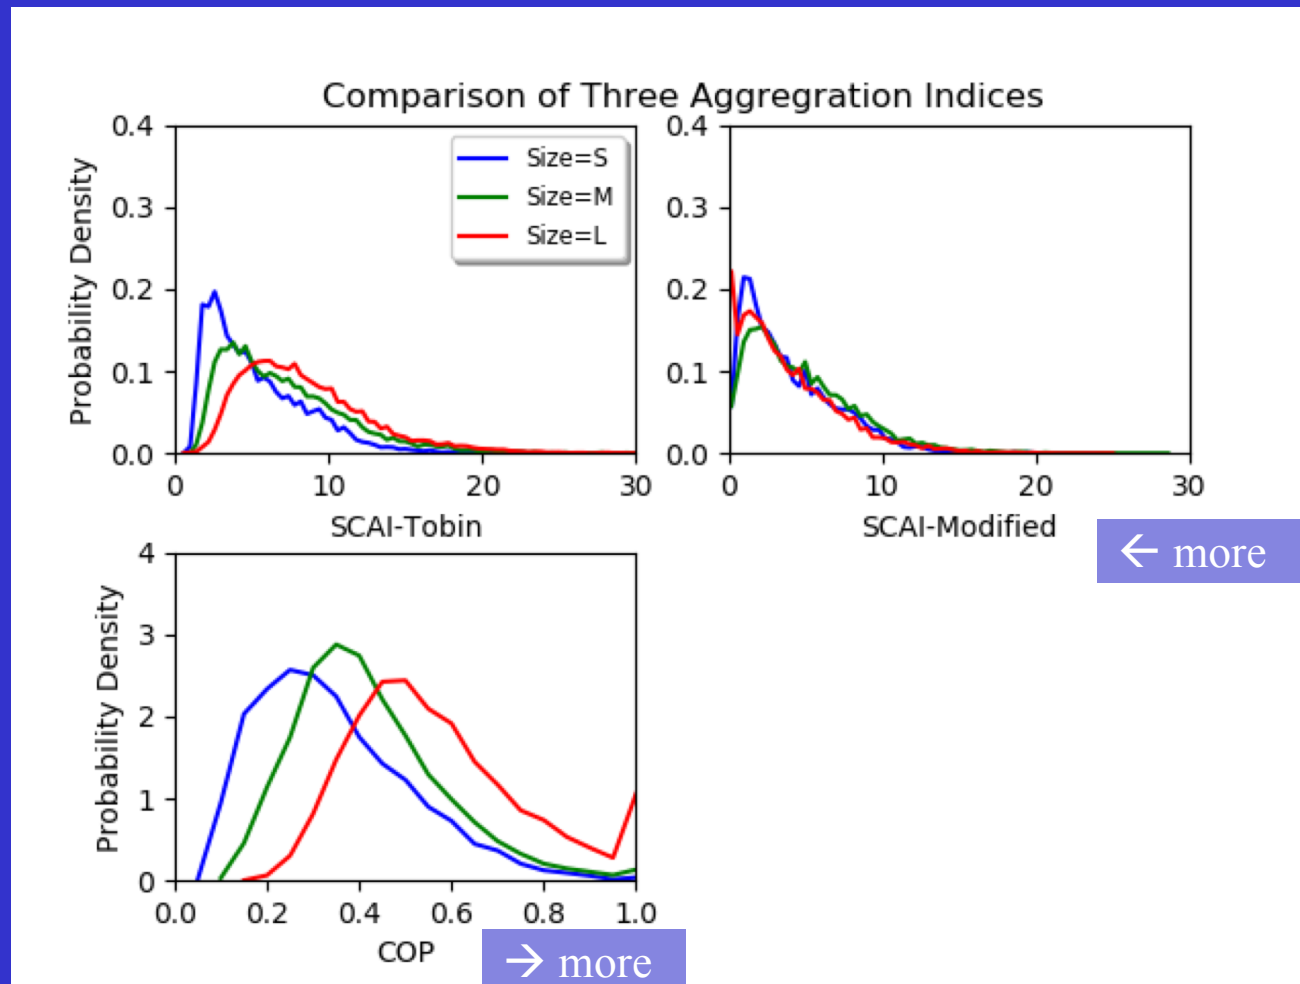 Comparison of Three Aggregration Indices
Probability Density
0.4
0.3
0.2
0.1
0.0
0 10 20 30
SCAI-Tobin
Size=S
Size=M
Size=L
0.4
0.3
0.2
0.1
0.0
0 10 20 30
SCAI-Modified
← more
Probability Density
4
3
2
1
0
0.0 0.2 0.4 0.6 0.8 1.0
COP
→ more